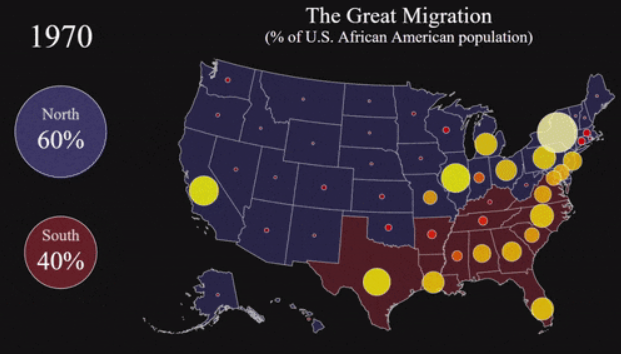 The Great Migration
(% of U.S. African American population)
1970
North
60%
South
40%